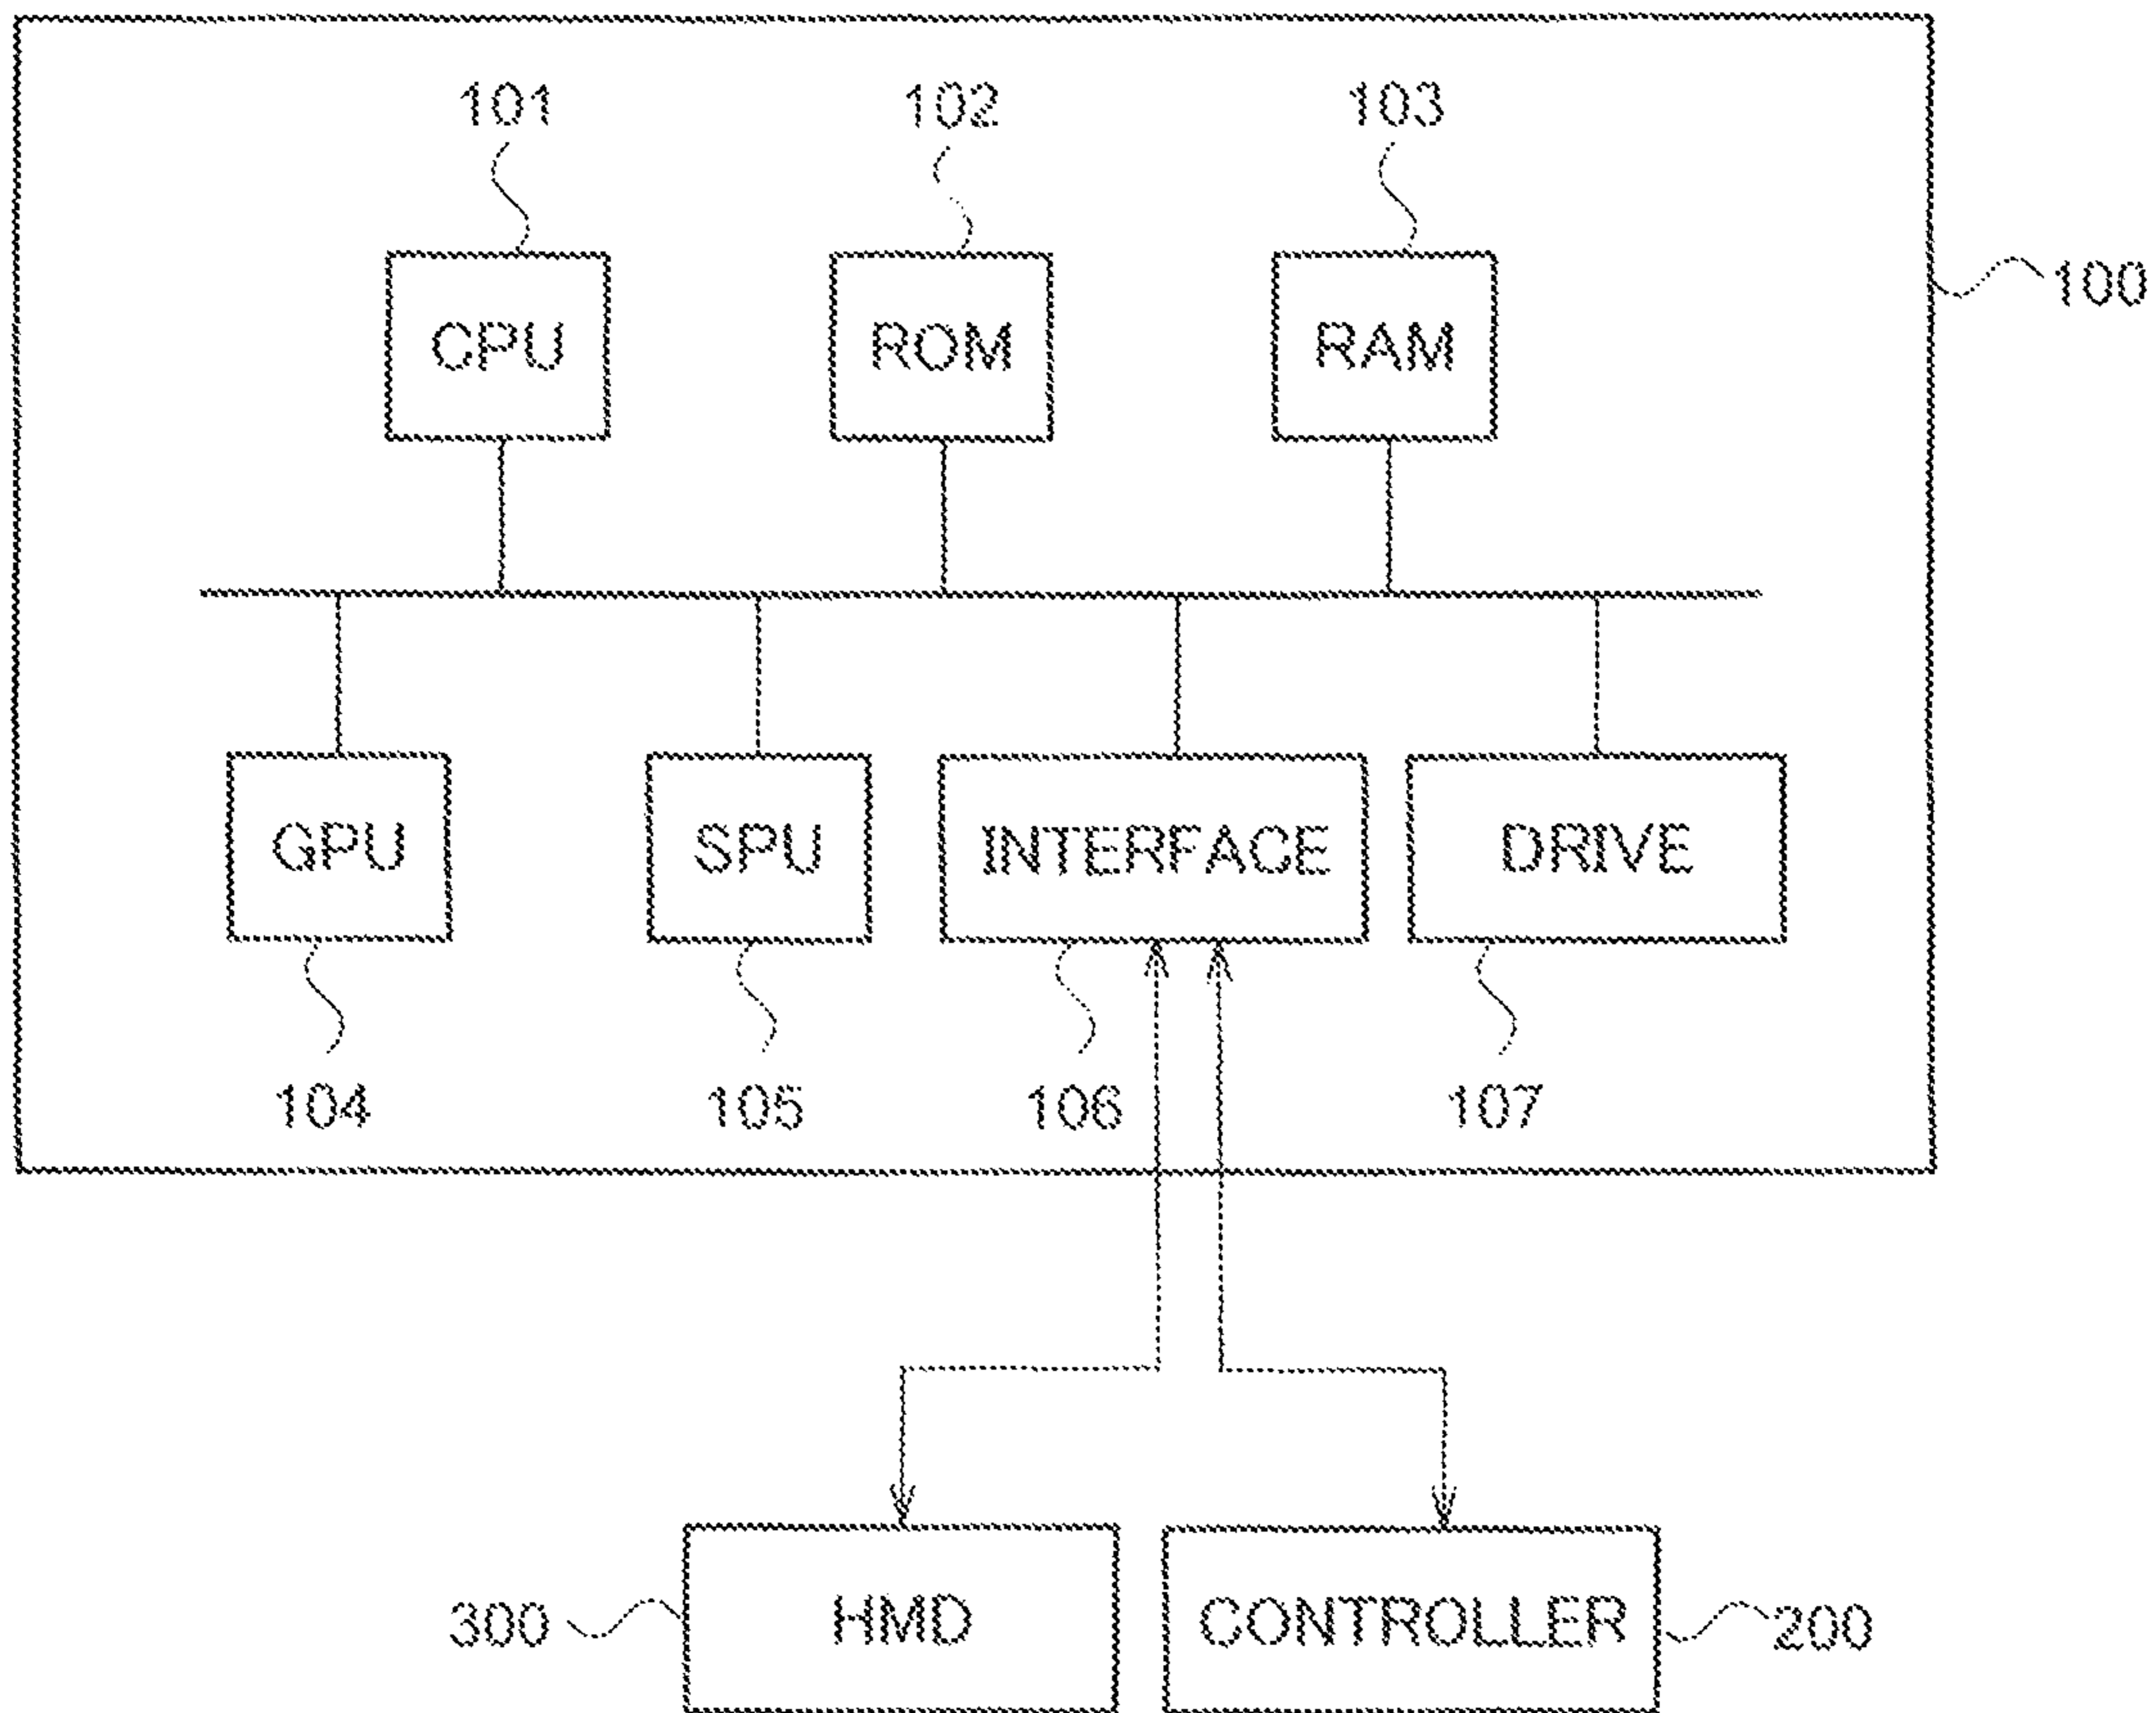 101 102 103
100
CPU ROM RAM
GPU SPU INTERFACE DRIVE
104 105 106 107
300 HMD CONTROLLER 200